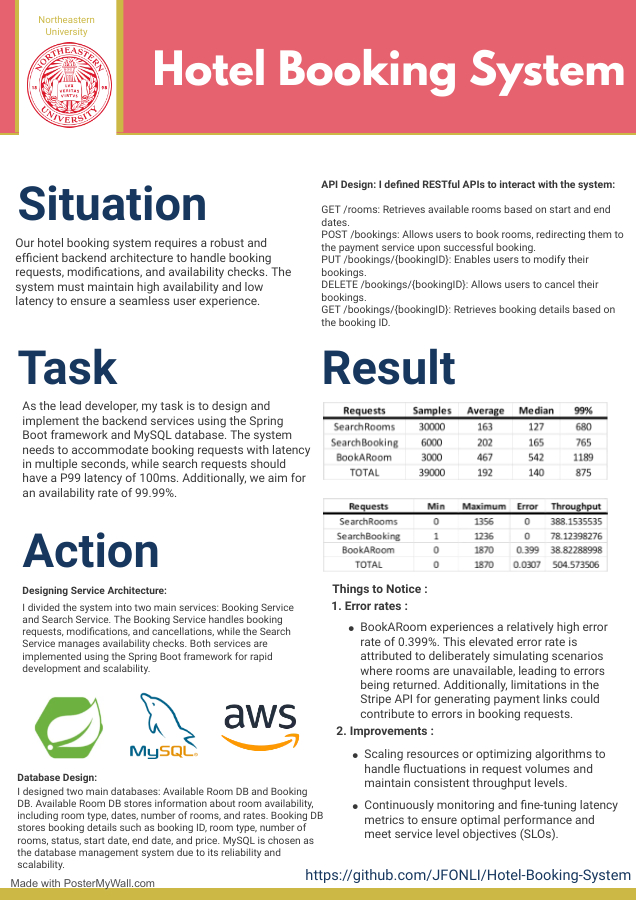 Northeastern
University
NORTHEASTERN
UNIVERSITY
18 98
LUX
VERITAS
VIRTUS
Hotel Booking System
Situation
Our hotel booking system requires a robust and
efficient backend architecture to handle booking
requests, modifications, and availability checks. The
system must maintain high availability and low
latency to ensure a seamless user experience.
Task
As the lead developer, my task is to design and
implement the backend services using the Spring
Boot framework and MySQL database. The system
needs to accommodate booking requests with latency
in multiple seconds, while search requests should
have a P99 latency of 100ms. Additionally, we aim for
an availability rate of 99.99%.
Action
Designing Service Architecture:
I divided the system into two main services: Booking Service
and Search Service. The Booking Service handles booking
requests, modifications, and cancellations, while the Search
Service manages availability checks. Both services are
implemented using the Spring Boot framework for rapid
development and scalability.
MySQL®
aws
Database Design:
I designed two main databases: Available Room DB and Booking
DB. Available Room DB stores information about room availability,
including room type, dates, number of rooms, and rates. Booking DB
stores booking details such as booking ID, room type, number of
rooms, status, start date, end date, and price. MySQL is chosen as
the database management system due to its reliability and
scalability.
API Design: I defined RESTful APIs to interact with the system:
GET /rooms: Retrieves available rooms based on start and end
dates.
POST /bookings: Allows users to book rooms, redirecting them to
the payment service upon successful booking.
PUT /bookings/{bookingID}: Enables users to modify their
bookings.
DELETE /bookings/{bookingID}: Allows users to cancel their
bookings.
GET /bookings/{bookingID}: Retrieves booking details based on
the booking ID.
Result
Requests Samples Average Median 99%
SearchRooms 30000 163 127 680
SearchBooking 6000 202 165 765
BookARoom 3000 467 542 1189
TOTAL 39000 192 140 875
Requests Min Maximum Error Throughput
SearchRooms 0 1356 0 388.1535535
SearchBooking 1 1236 0 78.12398276
BookARoom 0 1870 0.399 38.82288998
TOTAL 0 1870 0.0307 504.573506
Things to Notice :
1. Error rates :
• BookARoom experiences a relatively high error
rate of 0.399%. This elevated error rate is
attributed to deliberately simulating scenarios
where rooms are unavailable, leading to errors
being returned. Additionally, limitations in the
Stripe API for generating payment links could
contribute to errors in booking requests.
2. Improvements :
• Scaling resources or optimizing algorithms to
handle fluctuations in request volumes and
maintain consistent throughput levels.
• Continuously monitoring and fine-tuning latency
metrics to ensure optimal performance and
meet service level objectives (SLOs).
https://github.com/JFONLI/Hotel-Booking-System
Made with PosterMyWall.com